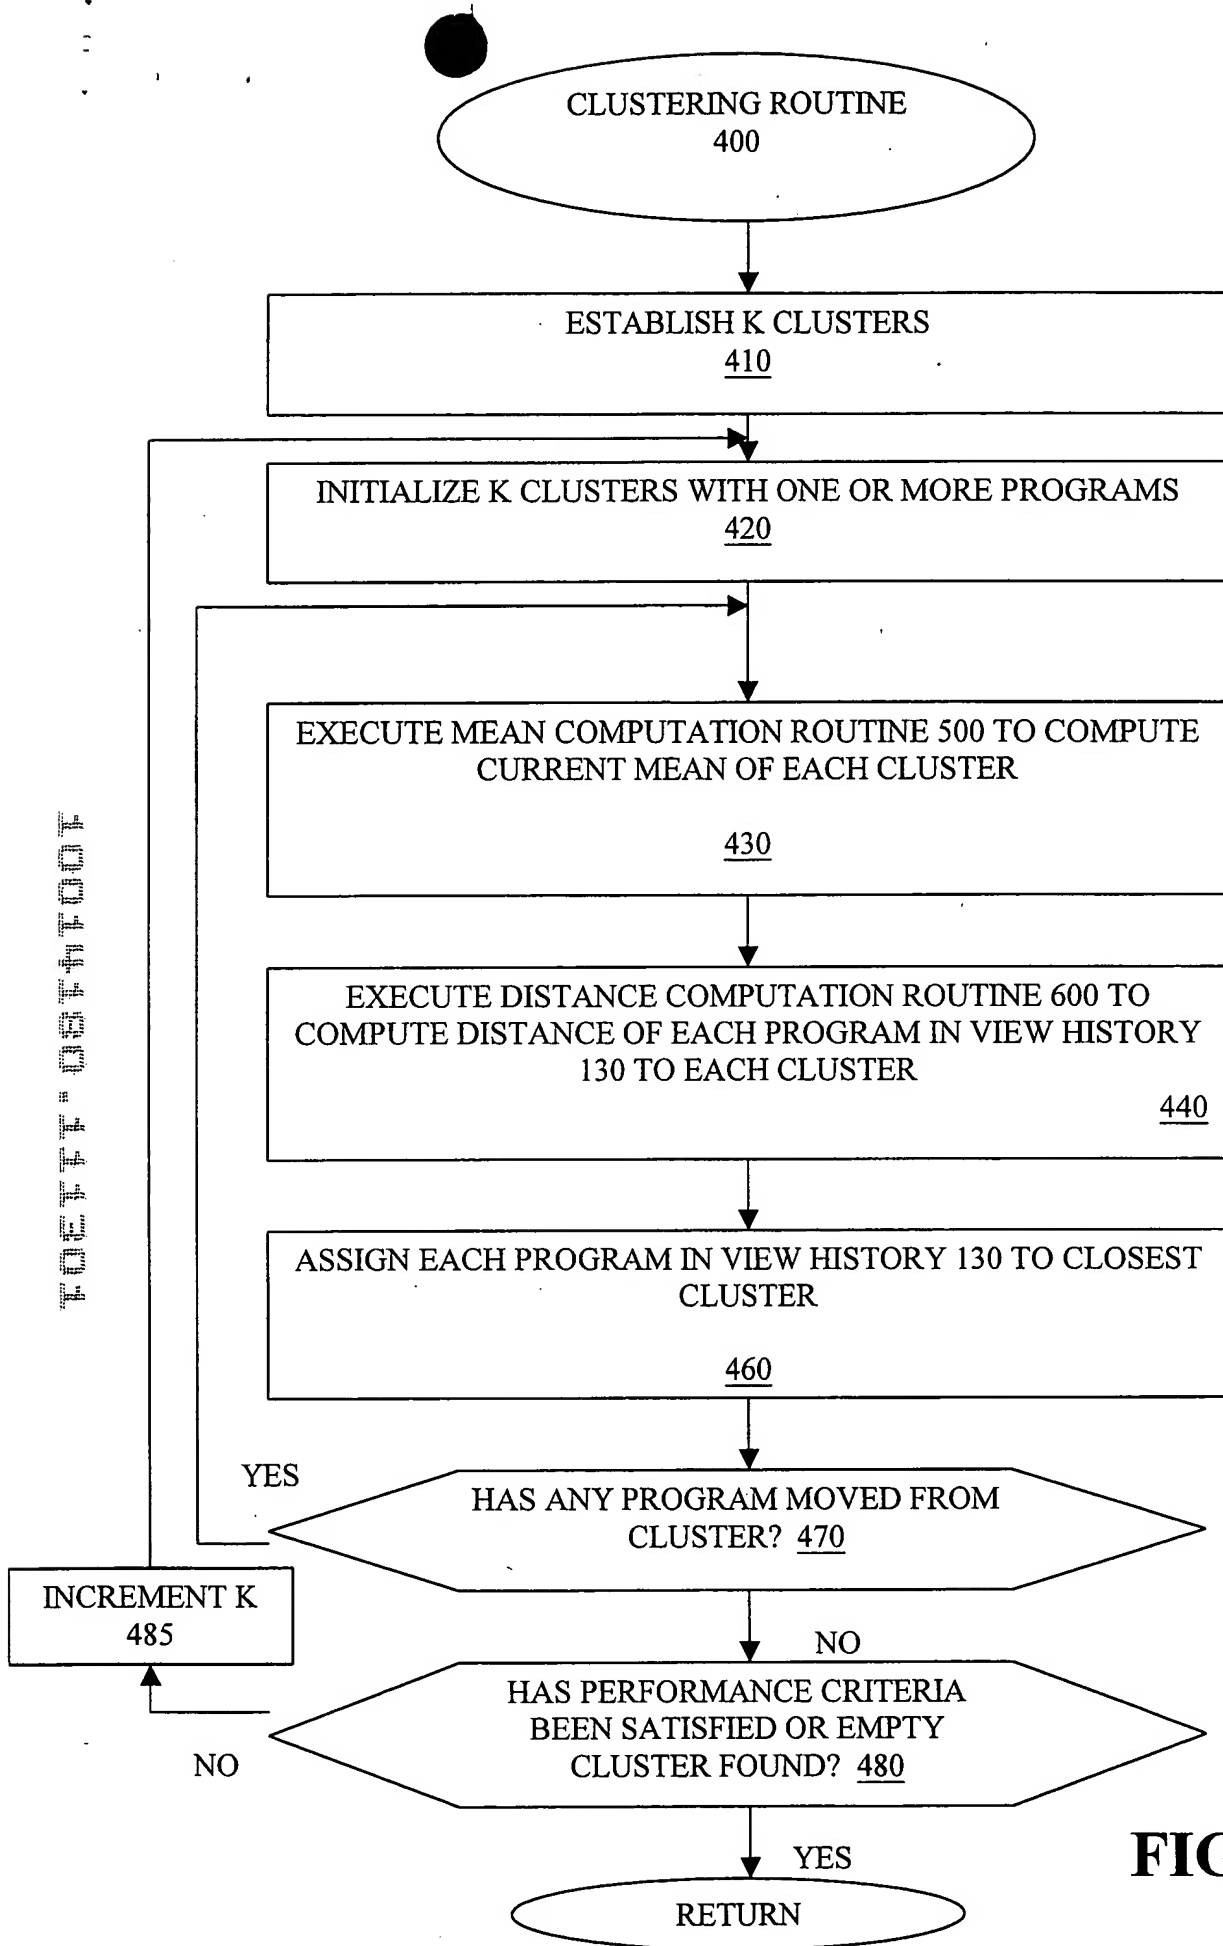 CLUSTERING ROUTINE
400
ESTABLISH K CLUSTERS
410
INITIALIZE K CLUSTERS WITH ONE OR MORE PROGRAMS
420
EXECUTE MEAN COMPUTATION ROUTINE 500 TO COMPUTE
CURRENT MEAN OF EACH CLUSTER
430
EXECUTE DISTANCE COMPUTATION ROUTINE 600 TO
COMPUTE DISTANCE OF EACH PROGRAM IN VIEW HISTORY
130 TO EACH CLUSTER
440
ASSIGN EACH PROGRAM IN VIEW HISTORY 130 TO CLOSEST
CLUSTER
460
YES
HAS ANY PROGRAM MOVED FROM
CLUSTER? 470
INCREMENT K
485
NO
HAS PERFORMANCE CRITERIA
BEEN SATISFIED OR EMPTY
CLUSTER FOUND? 480
NO
YES
FIG
RETURN